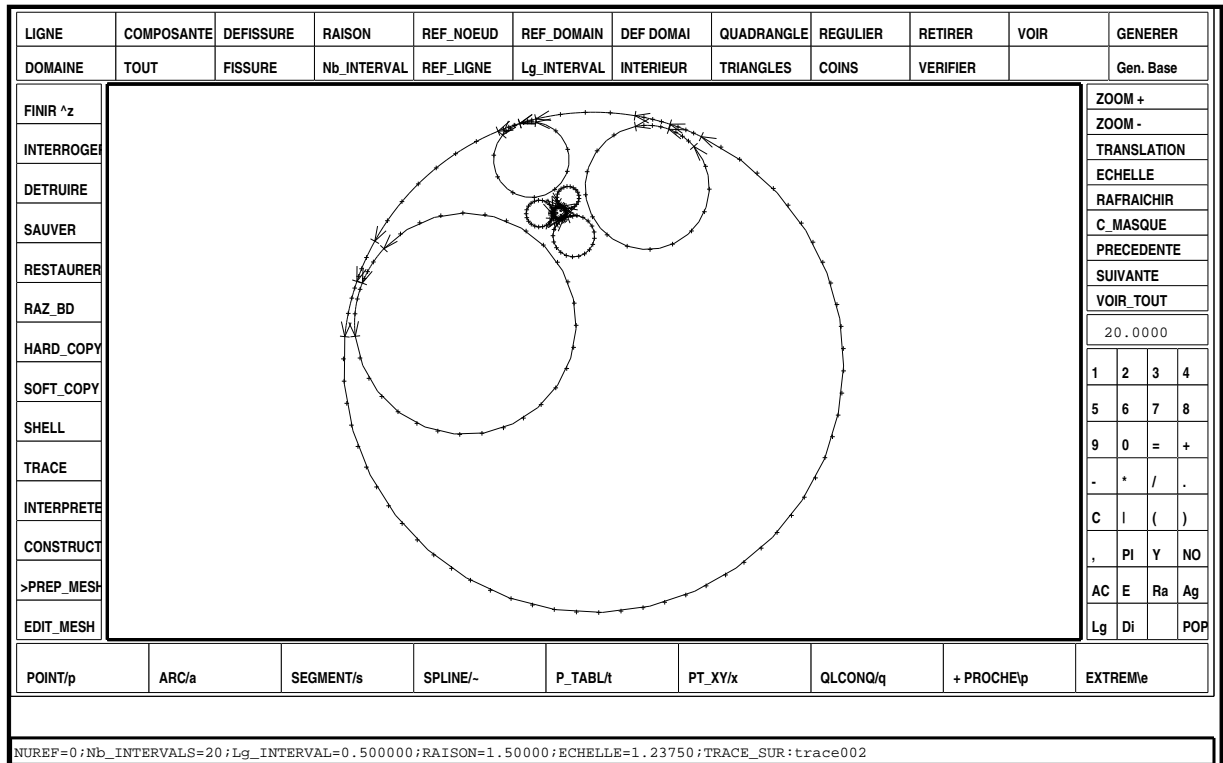 LIGNE COMPOSANTE DEFISSURE RAISON REF_NOEUD REF_DOMAIN DEF DOMAI QUADRANGLE REGULIER RETIRER VOIR GENERER
DOMAINE TOUT FISSURE Nb_INTERVAL REF_LIGNE Lg_INTERVAL INTERIEUR TRIANGLES COINS VERIFIER Gen. Base
FINIR ^z
INTERROGER
DETRUIRE
SAUVER
RESTAURER
RAZ_BD
HARD_COPY
SOFT_COPY
SHELL
TRACE
INTERPRETE
CONSTRUCT
>PREP_MESH
EDIT_MESH
ZOOM +
ZOOM -
TRANSLATION
ECHELLE
RAFRAICHIR
C_MASQUE
PRECEDENTE
SUIVANTE
VOIR_TOUT
20.0000
1 2 3 4
5 6 7 8
9 0 = +
- * / .
C | ( )
, PI Y NO
AC E Ra Ag
Lg Di POP
POINT/p ARC/a SEGMENT/s SPLINE/~ P_TABL/t PT_XY/x QLCONQ/q + PROCHE\p EXTREM\e
NUREF=0;Nb_INTERVALS=20;Lg_INTERVAL=0.500000;RAISON=1.50000;ECHELLE=1.23750;TRACE_SUR:trace002